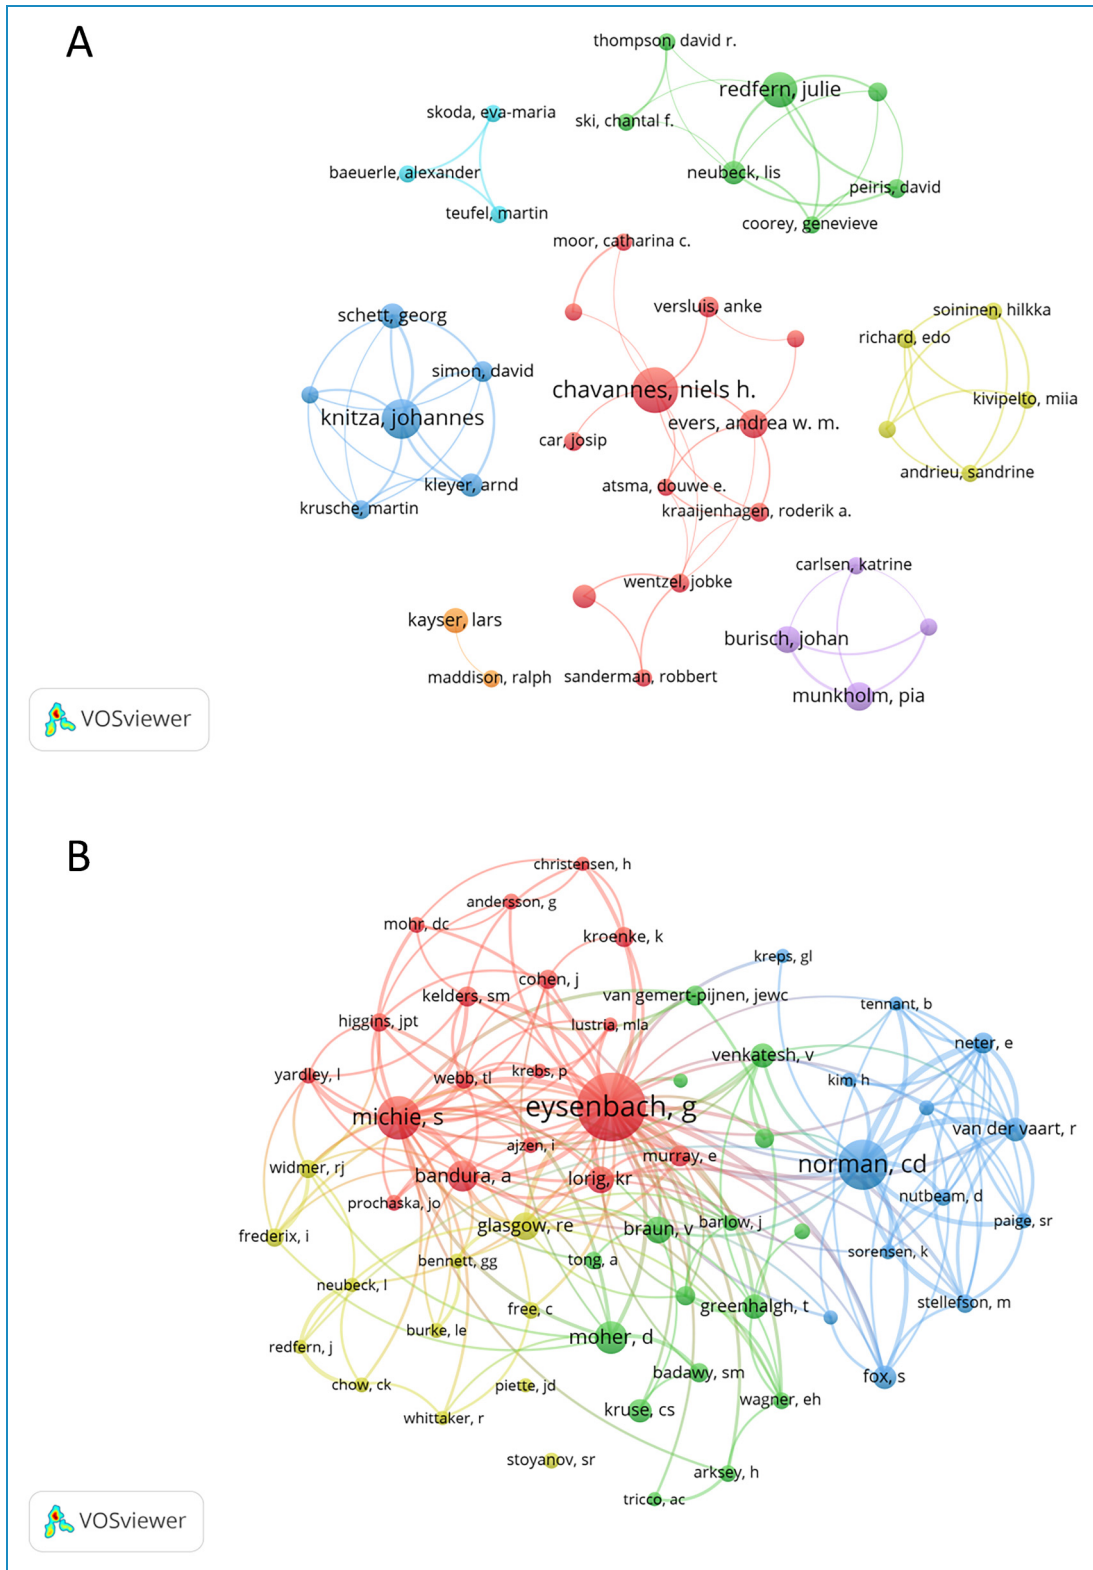 A
thompson, david r.
redfern, julie
skoda, eva-maria
ski, chantal f.
baeuerle, alexander
neubeck, lis
peiris, david
teufel, martin
coorey, genevieve
moor, catharina c.
versluis, anke
soininen, hilkka
schett, georg
richard, edo
simon, david
chavannes, niels h.
kivipelto, miia
knitza, johannes
evers, andrea w. m.
car, josip
andrieu, sandrine
kleyer, arnd
atsma, douwe e.
krusche, martin
kraaijenhagen, roderik a.
carlsen, katrine
wentzel, jobke
kayser, lars
burisch, johan
maddison, ralph
sanderman, robbert
munkholm, pia
VOSviewer
B
christensen, h
andersson, g
mohr, dc
kroenke, k
kreps, gl
cohen, j
kelders, sm
van gemert-pijnen, jewc
tennant, b
higgins, jpt
lustria, mla
neter, e
venkatesh, v
yardley, l
webb, tl
krebs, p
kim, h
eysenbach, g
michie, s
van der vaart, r
ajzen, i
murray, e
norman, cd
widmer, rj
bandura, a
lorig, kr
nutbeam, d
prochaska, jo
glasgow, re
braun, v
barlow, j
paige, sr
frederix, i
sorensen, k
bennett, gg
tong, a
neubeck, l
free, c
greenhalgh, t
stellefson, m
burke, le
moher, d
redfern, j
badawy, sm
fox, s
chow, ck
piette, jd
wagner, eh
whittaker, r
kruse, cs
stoyanov, sr
arksey, h
tricco, ac
VOSviewer